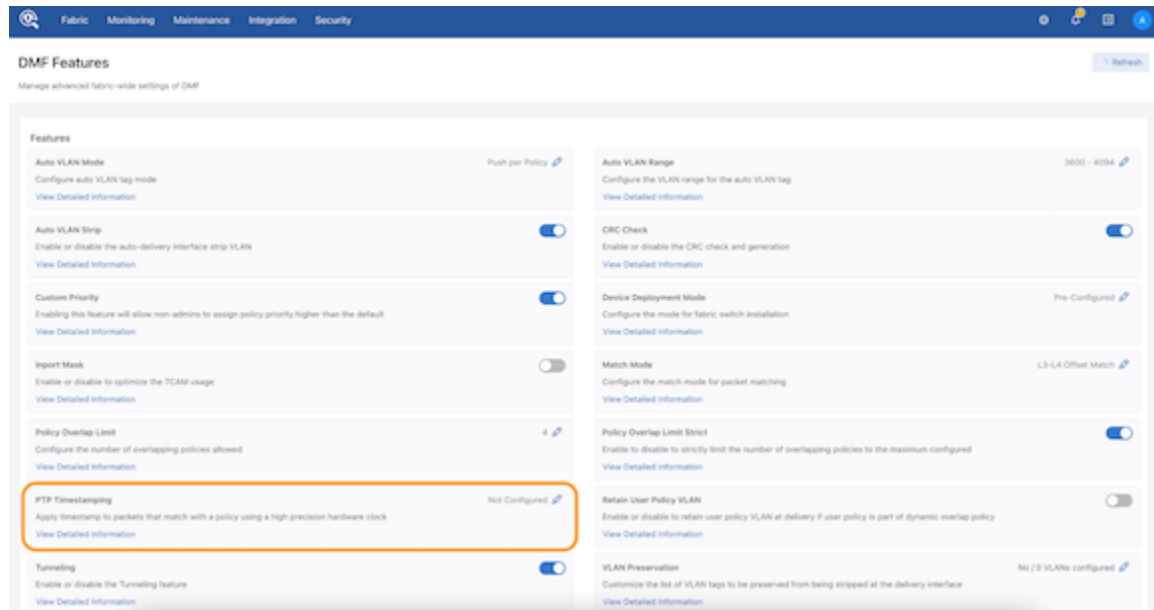 Fabric Monitoring Maintenance Integration Security
A
DMF Features
Refresh
Manage advanced fabric-wide settings of DMF
Features
Auto VLAN Mode
Push per Policy
Configure auto VLAN tag mode
View Detailed Information
Auto VLAN Range
3600 - 4094
Configure the VLAN range for the auto VLAN tag
View Detailed Information
Auto VLAN Strip
Enable or disable the auto-delivery interface strip VLAN
View Detailed Information
CRC Check
Enable or disable the CRC check and generation
View Detailed Information
Custom Priority
Enabling this feature will allow non-admins to assign policy priority higher than the default
View Detailed Information
Device Deployment Mode
Pre-Configured
Configure the mode for fabric switch installation
View Detailed Information
Inport Mask
Enable or disable to optimize the TCAM usage
View Detailed Information
Match Mode
L3-L4 Offset Match
Configure the match mode for packet matching
View Detailed Information
Policy Overlap Limit
4
Configure the number of overlapping policies allowed
View Detailed Information
Policy Overlap Limit Strict
Enable to disable to strictly limit the number of overlapping policies to the maximum configured
View Detailed Information
PTP Timestamping
Not Configured
Apply timestamp to packets that match with a policy using a high precision hardware clock
View Detailed Information
Retain User Policy VLAN
Enable or disable to retain user policy VLAN at delivery if user policy is part of dynamic overlap policy
View Detailed Information
Tunneling
Enable or disable the Tunneling feature
View Detailed Information
VLAN Preservation
No / 0 VLANs configured
Customize the list of VLAN tags to be preserved from being stripped at the delivery interface
View Detailed Information